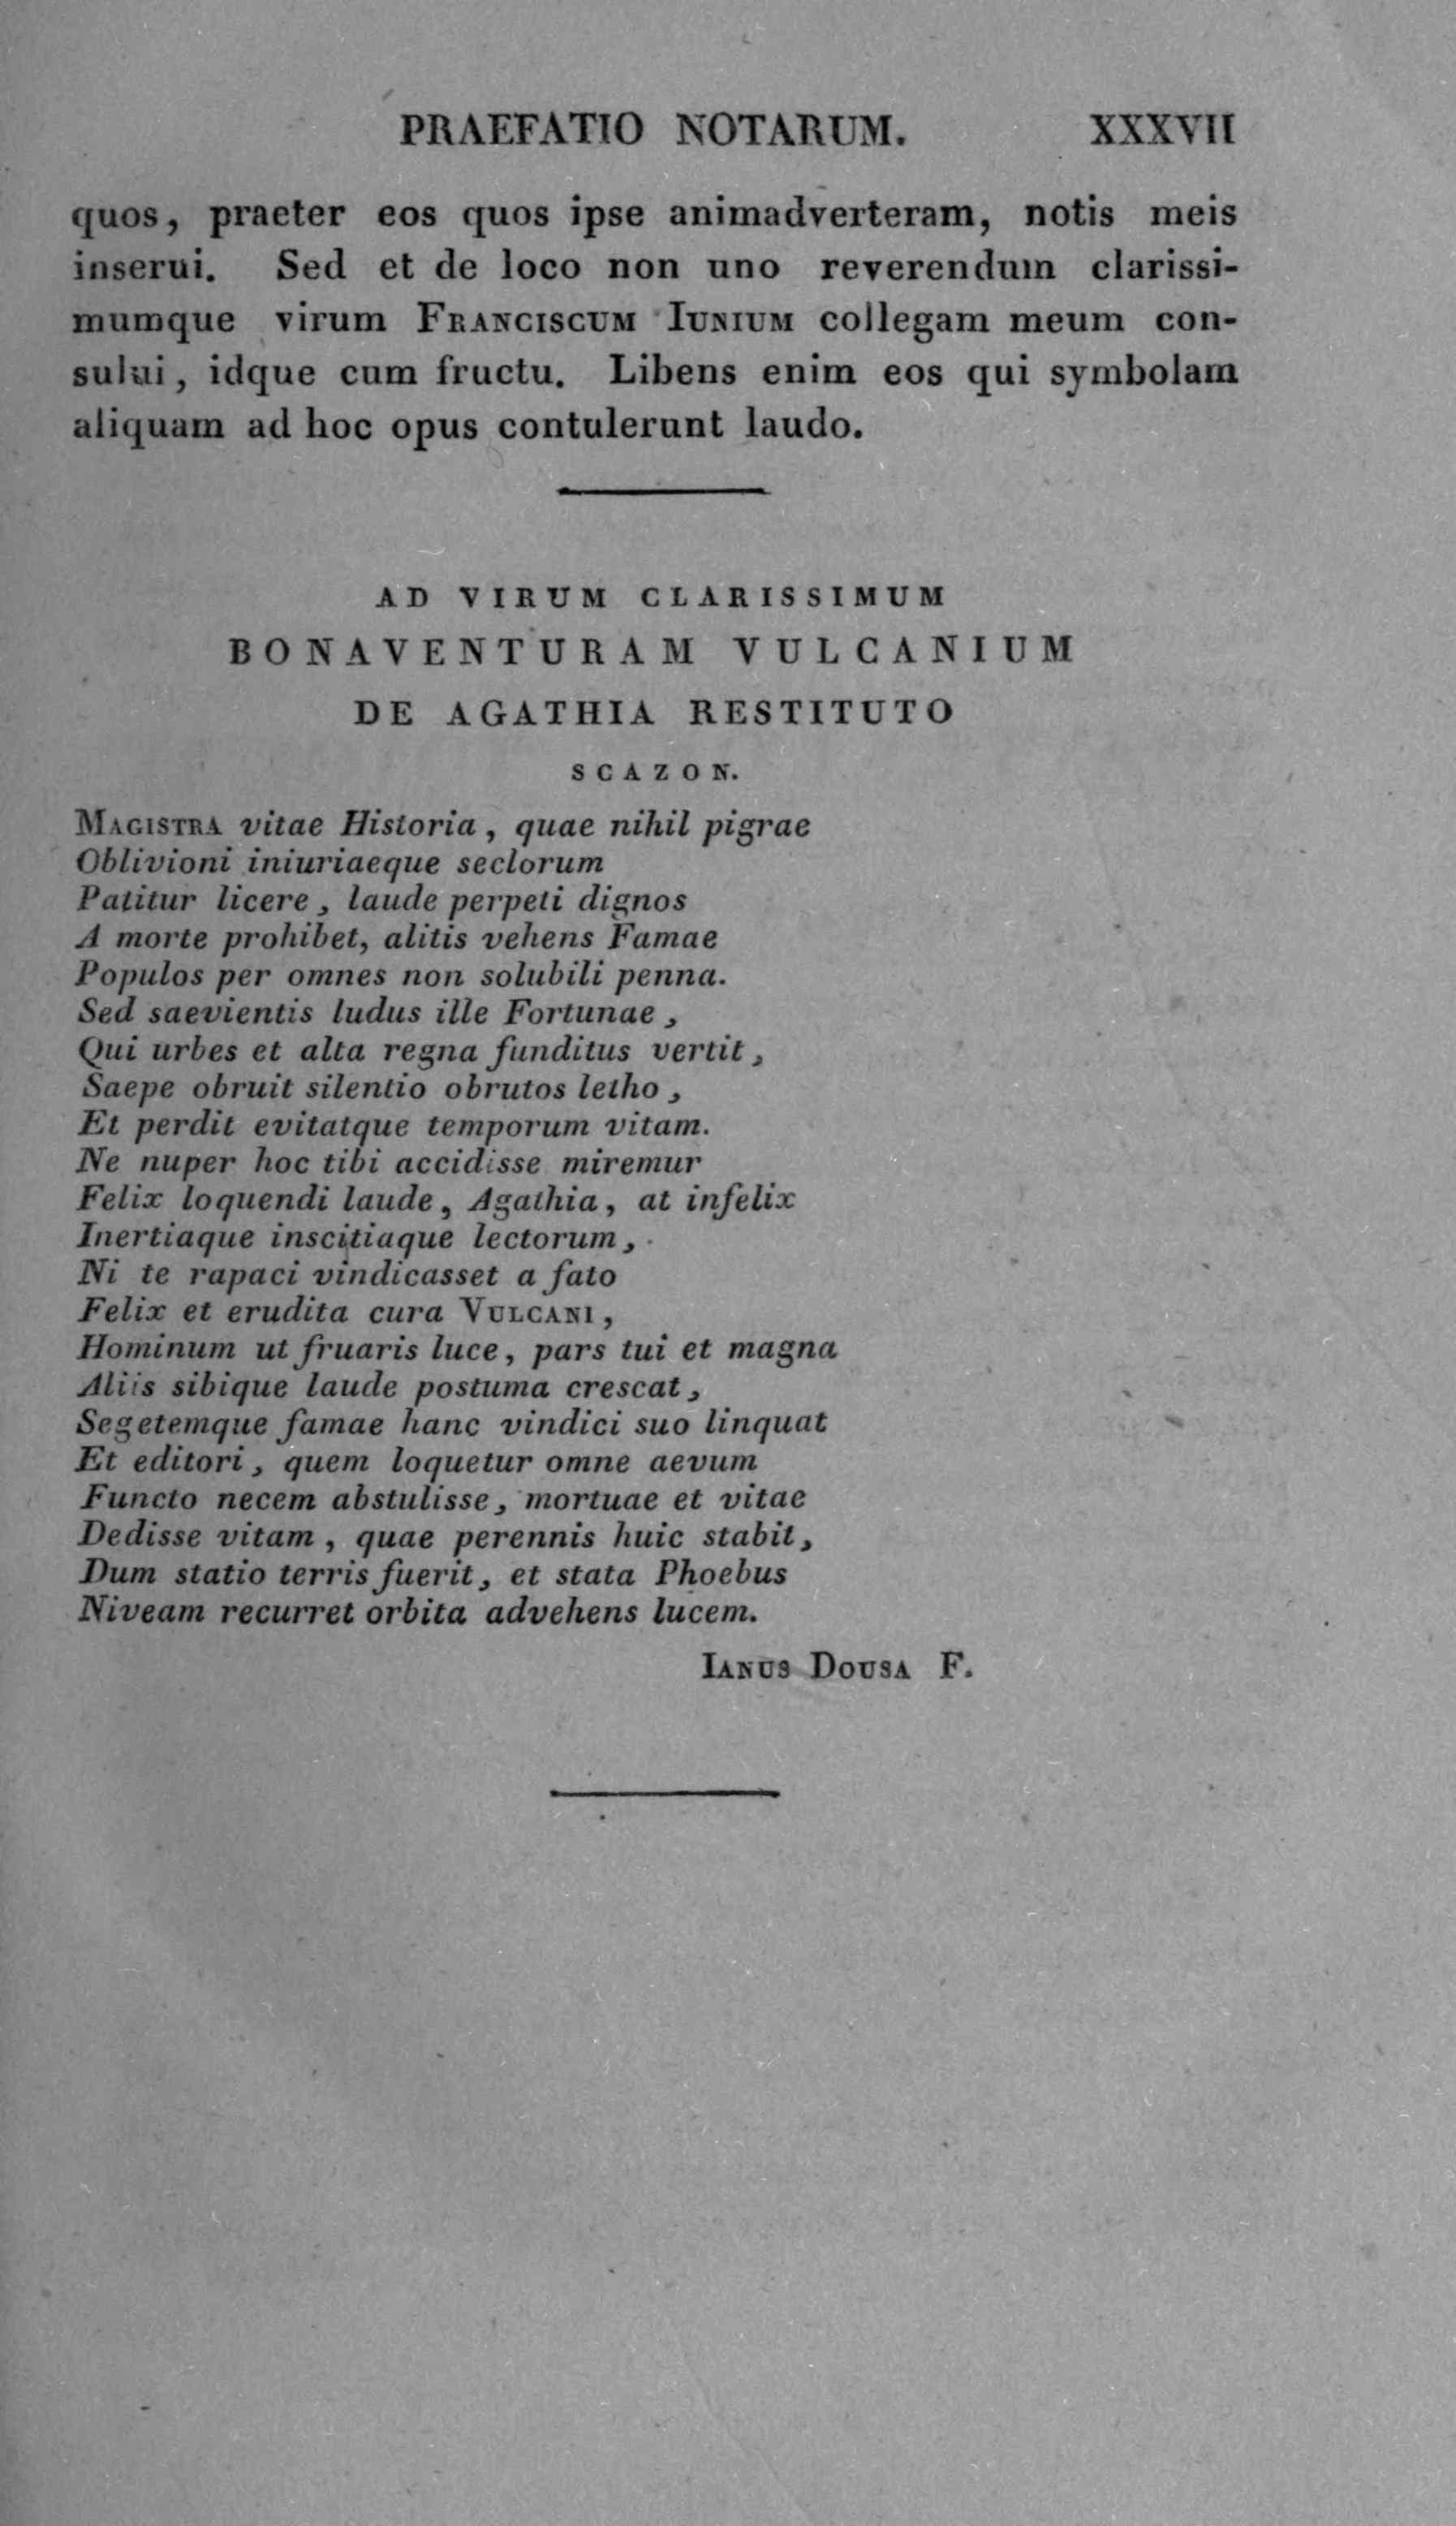 PRAEFATIO NOTARUM. XXXVII
quos, praeter eos quos ipse animadverteram, notis meis
inserui. Sed et de loco non uno reverendum clarissi-
mumque virum FRANCISCUM IUNIUM collegam meum con-
sului, idque cum fructu. Libens enim eos qui symbolam
aliquam ad hoc opus contulerunt laudo.
AD VIRUM CLARISSIMUM
BONAVENTURAM VULCANIUM
DE AGATHIA RESTITUTO
SCAZON.
MAGISTRA vitae Historia, quae nihil pigrae
Oblivioni iniuriaeque seclorum
Patitur licere, laude perpeti dignos
A morte prohibet, alitis vehens Famae
Populos per omnes non solubili penna.
Sed saevientis ludus ille Fortunae,
Qui urbes et alta regna funditus vertit,
Saepe obruit silentio obrutos letho,
Et perdit evitatque temporum vitam.
Ne nuper hoc tibi accidisse miremur
Felix loquendi laude, Agathia, at infelix
Inertiaque inscitiaque lectorum,
Ni te rapaci vindicasset a fato
Felix et erudita cura VULCANI,
Hominum ut fruaris luce, pars tui et magna
Aliis sibique laude postuma crescat,
Segetemque famae hanc vindici suo linquat
Et editori, quem loquetur omne aevum
Functo necem abstulisse, mortuae et vitae
Dedisse vitam, quae perennis huic stabit,
Dum statio terris fuerit, et stata Phoebus
Niveam recurret orbita advehens lucem.
IANUS DOUSA F.